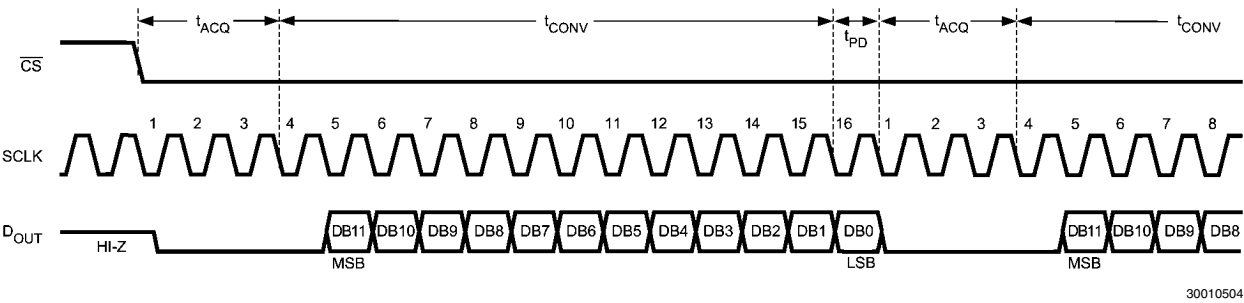 tACQ tCONV tPD tACQ tCONV
CS
1 2 3 4 5 6 7 8 9 10 11 12 13 14 15 16 1 2 3 4 5 6 7 8
SCLK
DOUT HI-Z DB11 DB10 DB9 DB8 DB7 DB6 DB5 DB4 DB3 DB2 DB1 DB0 DB11 DB10 DB9 DB8
MSB LSB MSB
30010504